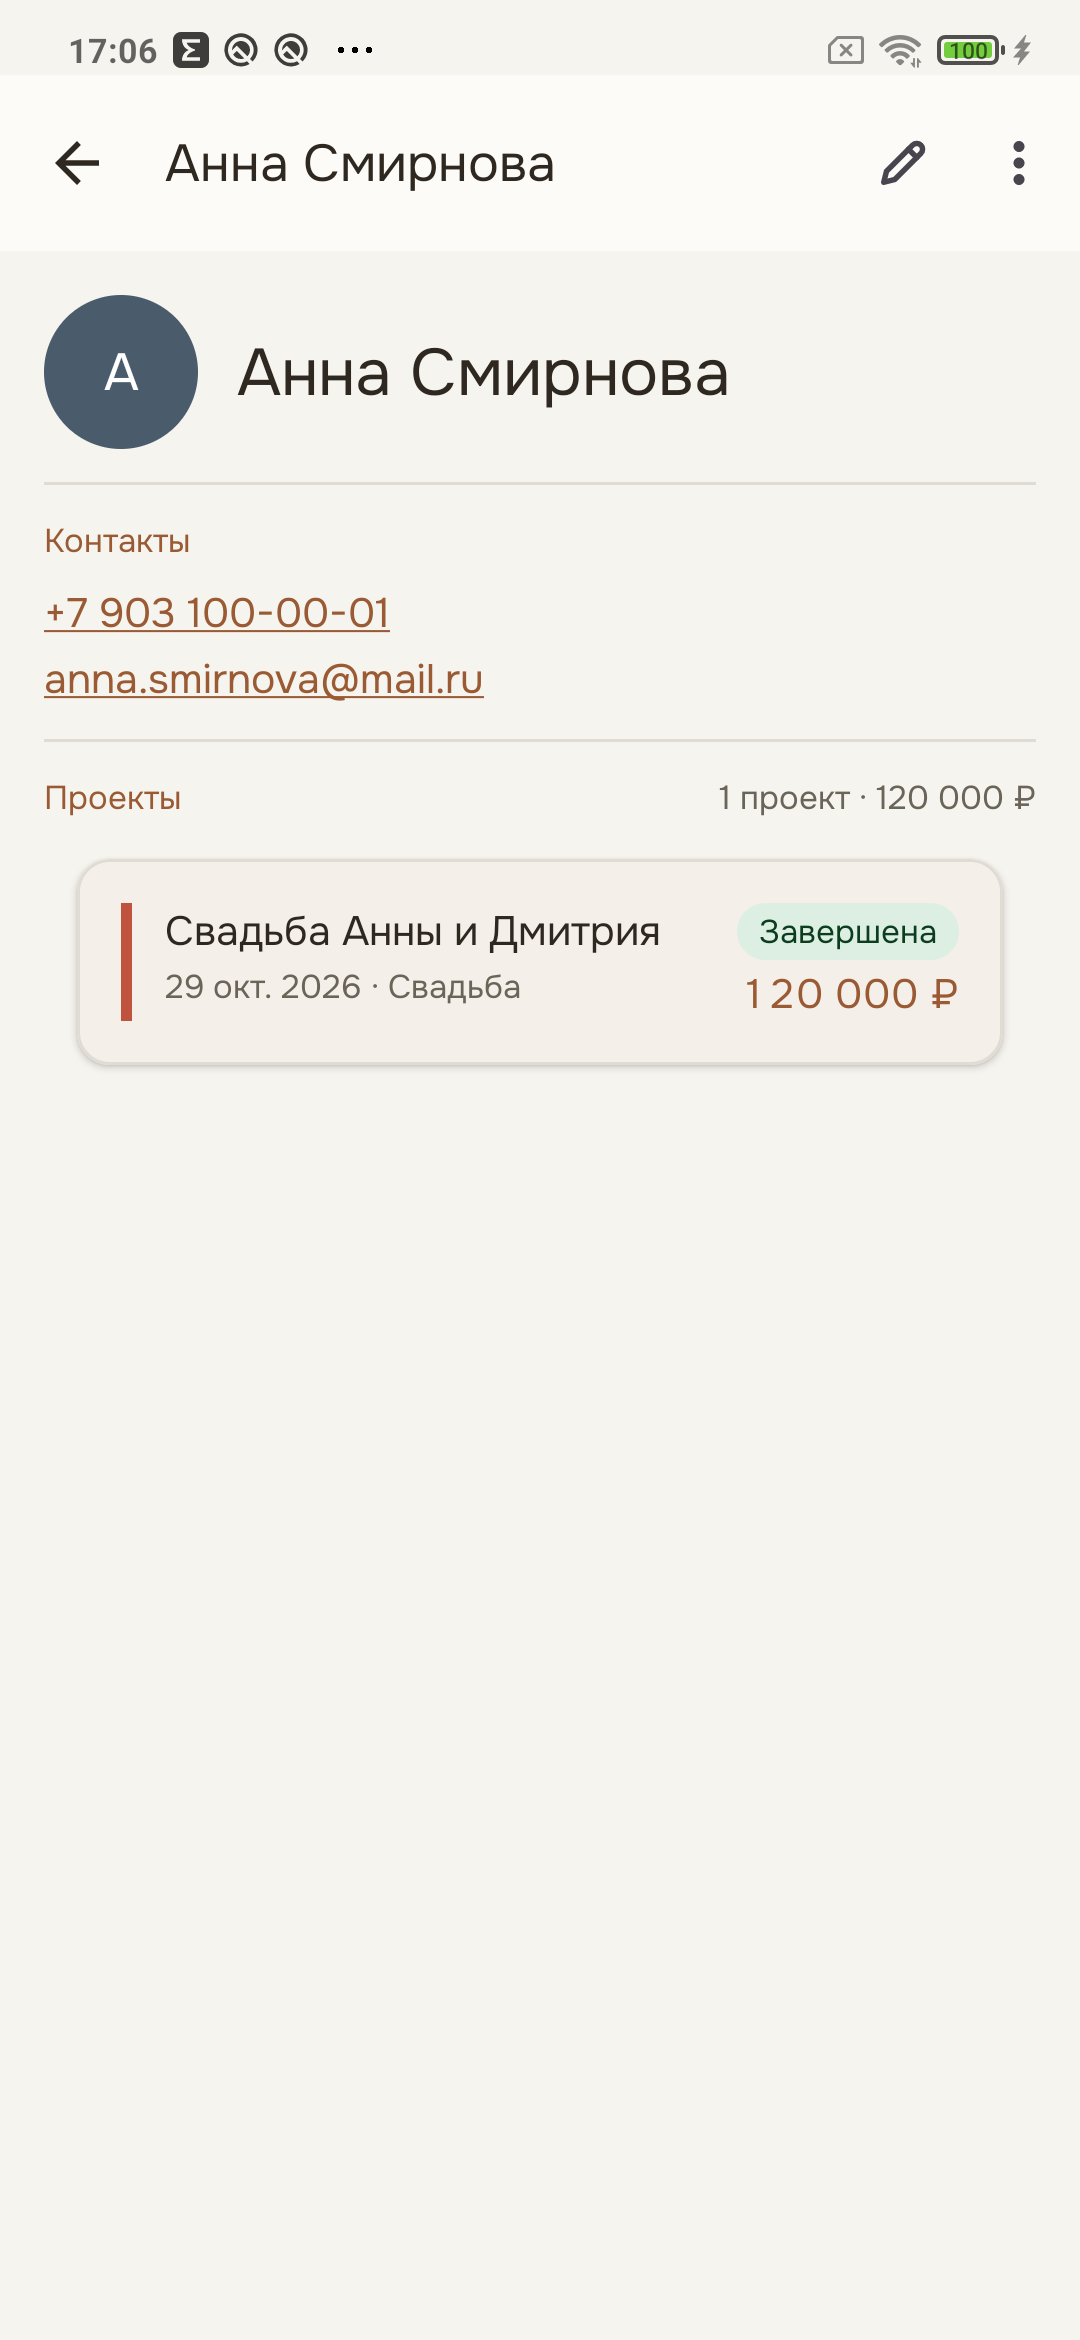 17:06
100
Анна Смирнова
А
Анна Смирнова
Контакты
+7 903 100-00-01
anna.smirnova@mail.ru
Проекты
1 проект · 120 000 ₽
Свадьба Анны и Дмитрия
Завершена
29 окт. 2026 · Свадьба
120 000 ₽